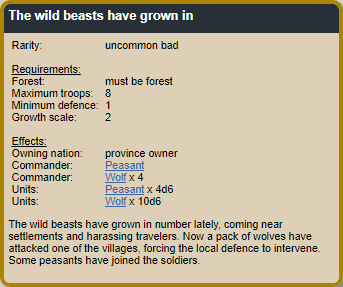 The wild beasts have grown in
Rarity: uncommon bad
Requirements:
Forest: must be forest
Maximum troops: 8
Minimum defence: 1
Growth scale: 2
Effects:
Owning nation: province owner
Commander: Peasant
Commander: Wolf x 4
Units: Peasant x 4d6
Units: Wolf x 10d6
The wild beasts have grown in number lately, coming near
settlements and harassing travelers. Now a pack of wolves have
attacked one of the villages, forcing the local defence to intervene.
Some peasants have joined the soldiers.